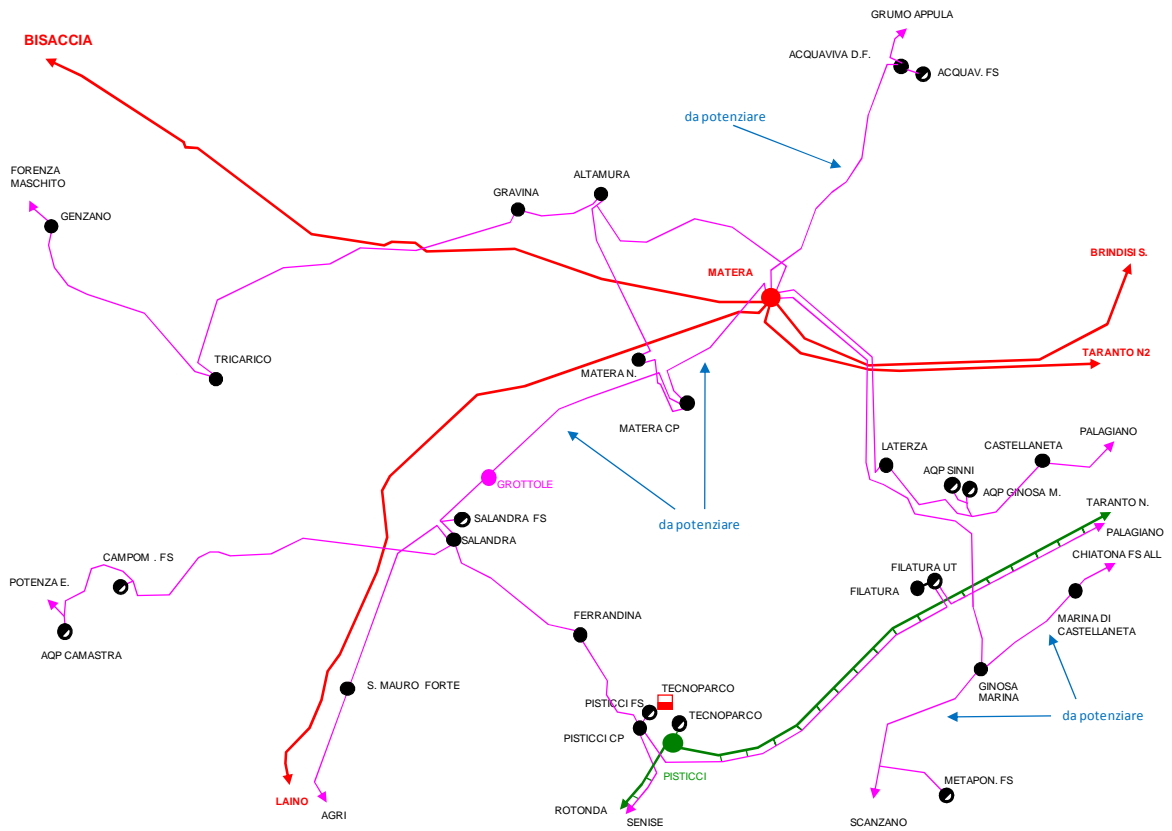 GRUMO APPULA
BISACCIA
ACQUAVIVA D.F.
ACQUAV. FS
da potenziare
FORENZA
MASCHITO
GENZANO
GRAVINA
ALTAMURA
BRINDISI S.
MATERA
TARANTO N2
TRICARICO
MATERA N.
MATERA CP
PALAGIANO
LATERZA
CASTELLANETA
AQP SINNI
AQP GINOSA M.
GROTTOLE
TARANTO N.
SALANDRA FS
da potenziare
PALAGIANO
SALANDRA
CHIATONA FS ALL
CAMPOM . FS
FILATURA UT
POTENZA E.
FILATURA
FERRANDINA
MARINA DI
CASTELLANETA
AQP CAMASTRA
S. MAURO FORTE
TECNOPARCO
GINOSA
MARINA
PISTICCI FS
TECNOPARCO
da potenziare
PISTICCI CP
PISTICCI
METAPON. FS
LAINO
AGRI
ROTONDA
SENISE
SCANZANO